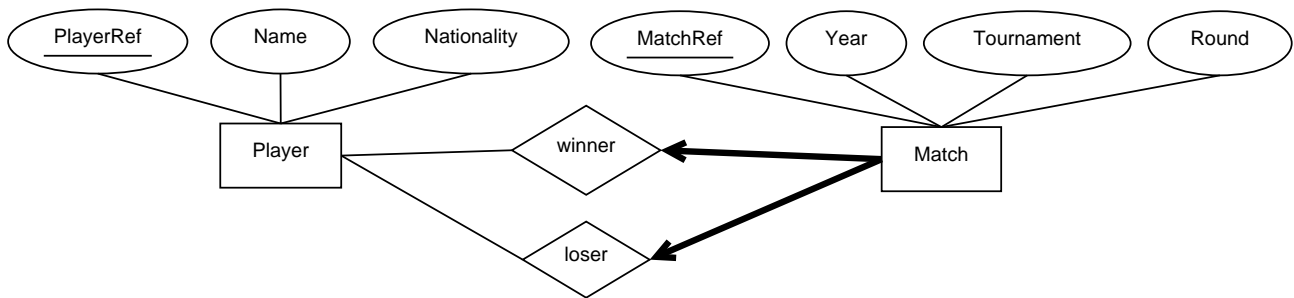 PlayerRef
Name
Nationality
MatchRef
Year
Tournament
Round
Player
winner
Match
loser